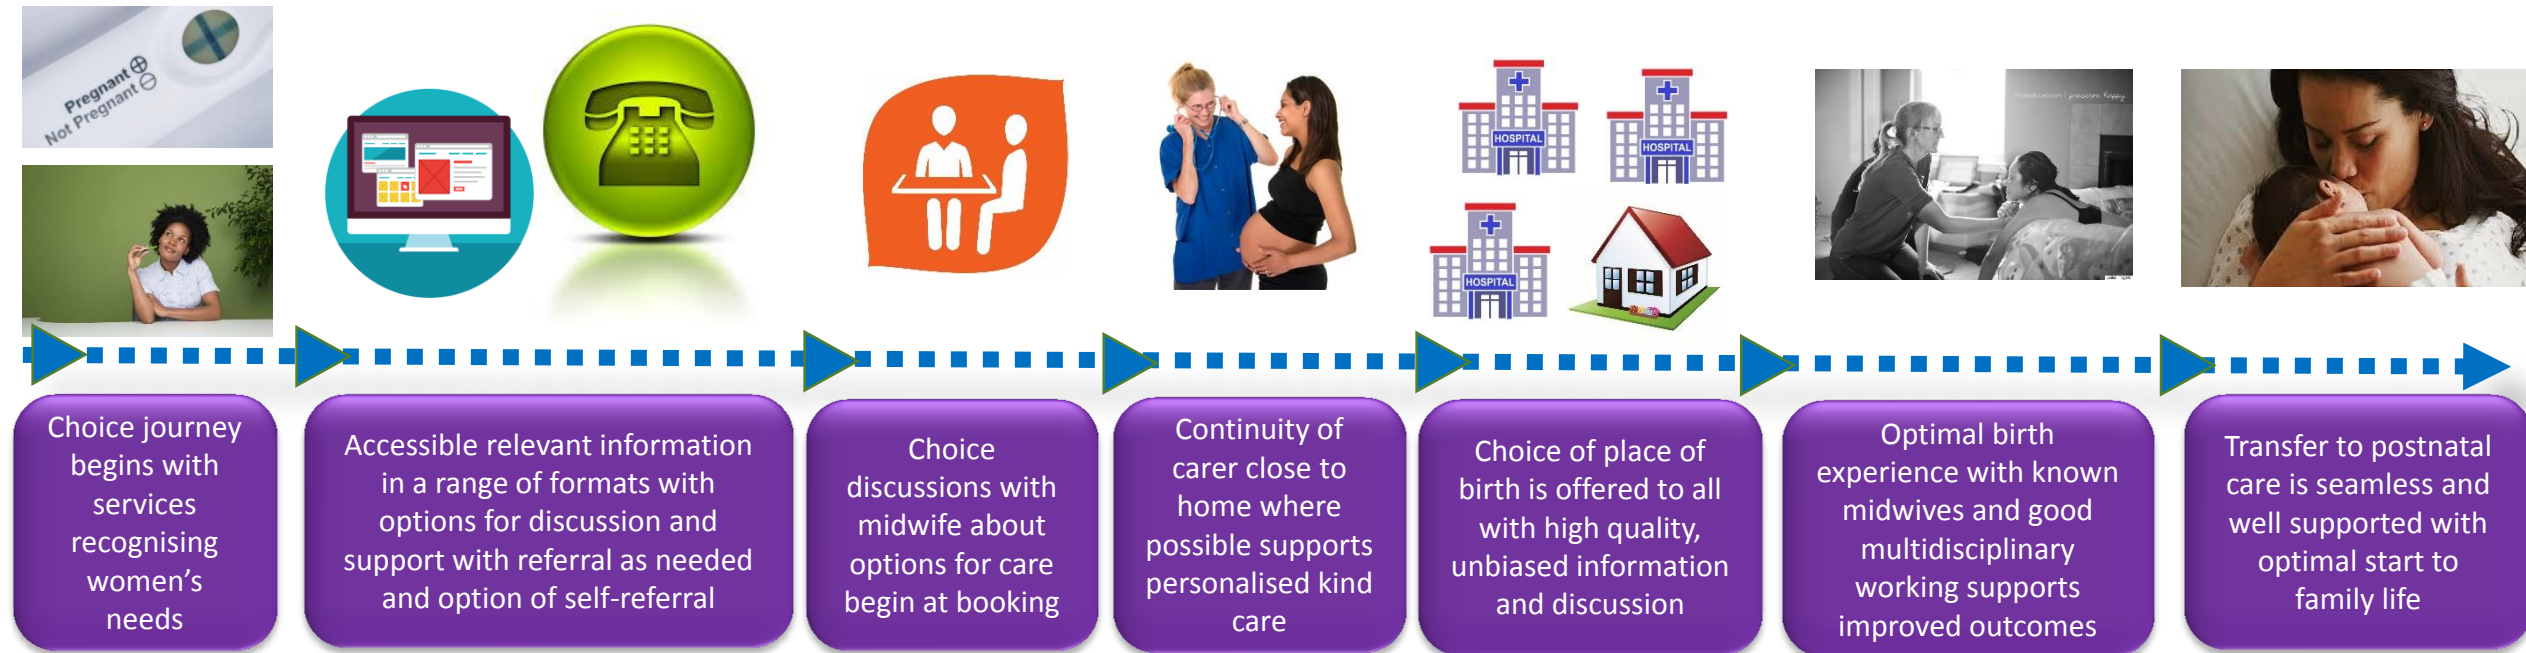 Pregnant
Not Pregnant
HOSPITAL
HOSPITAL
HOSPITAL
Choice journey
begins with
services
recognising
women's
needs
Accessible relevant information
in a range of formats with
options for discussion and
support with referral as needed
and option of self-referral
Choice
discussions with
midwife about
options for care
begin at booking
Continuity of
carer close to
home where
possible supports
personalised kind
care
Choice of place of
birth is offered to all
with high quality,
unbiased information
and discussion
Optimal birth
experience with known
midwives and good
multidisciplinary
working supports
improved outcomes
Transfer to postnatal
care is seamless and
well supported with
optimal start to
family life